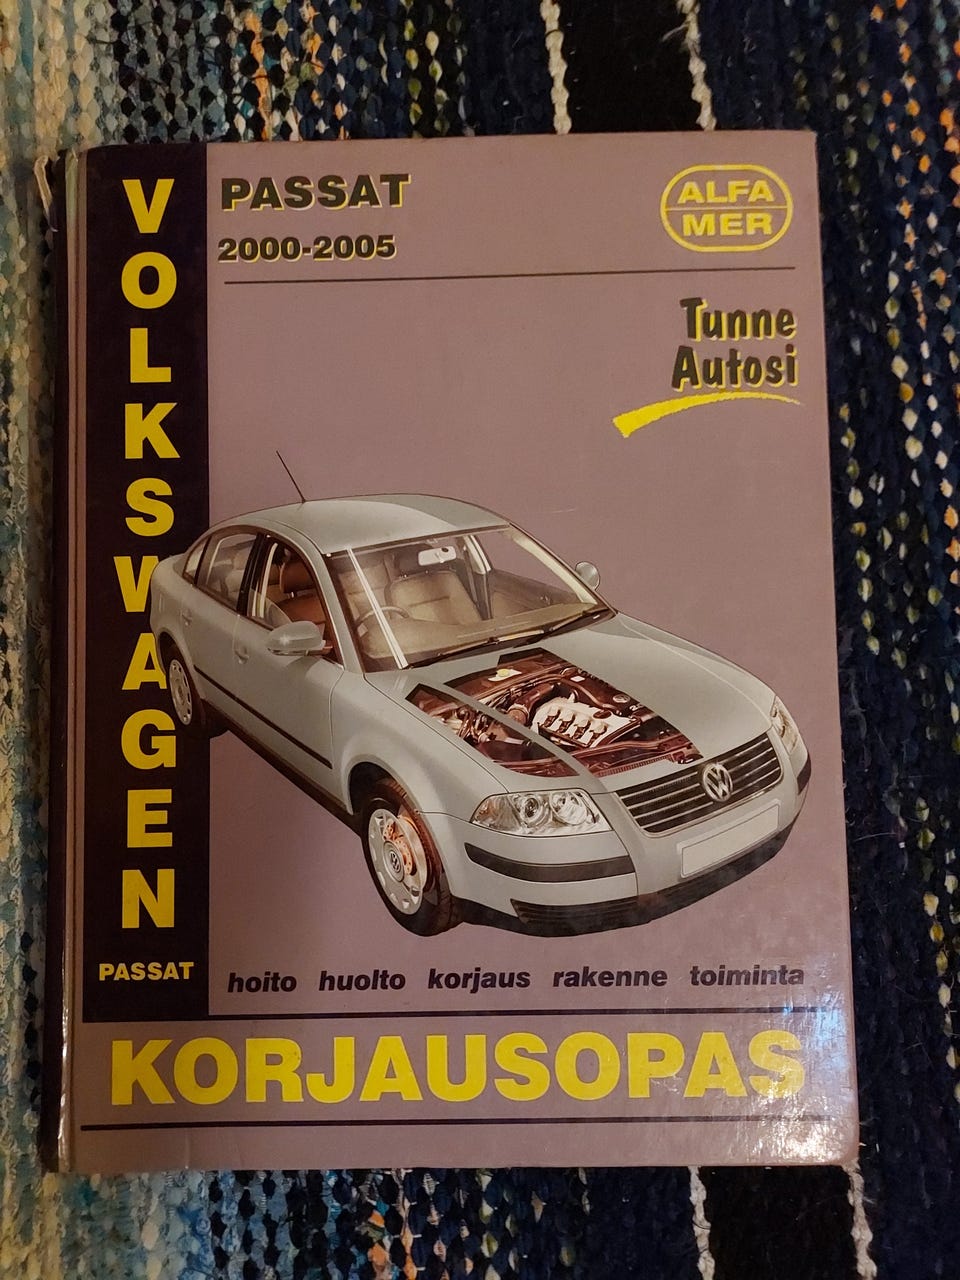 VOLKSWAGEN
PASSAT
PASSAT
2000-2005
ALFA
MER
Tunne
Autosi
hoito huolto korjaus rakenne toiminta
KORJAUSOPAS